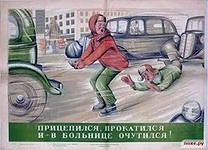 ПРИЦЕПИЛСЯ, ПРОКАТИЛСЯ
И-В БОЛЬНИЦЕ ОЧУТИЛСЯ!